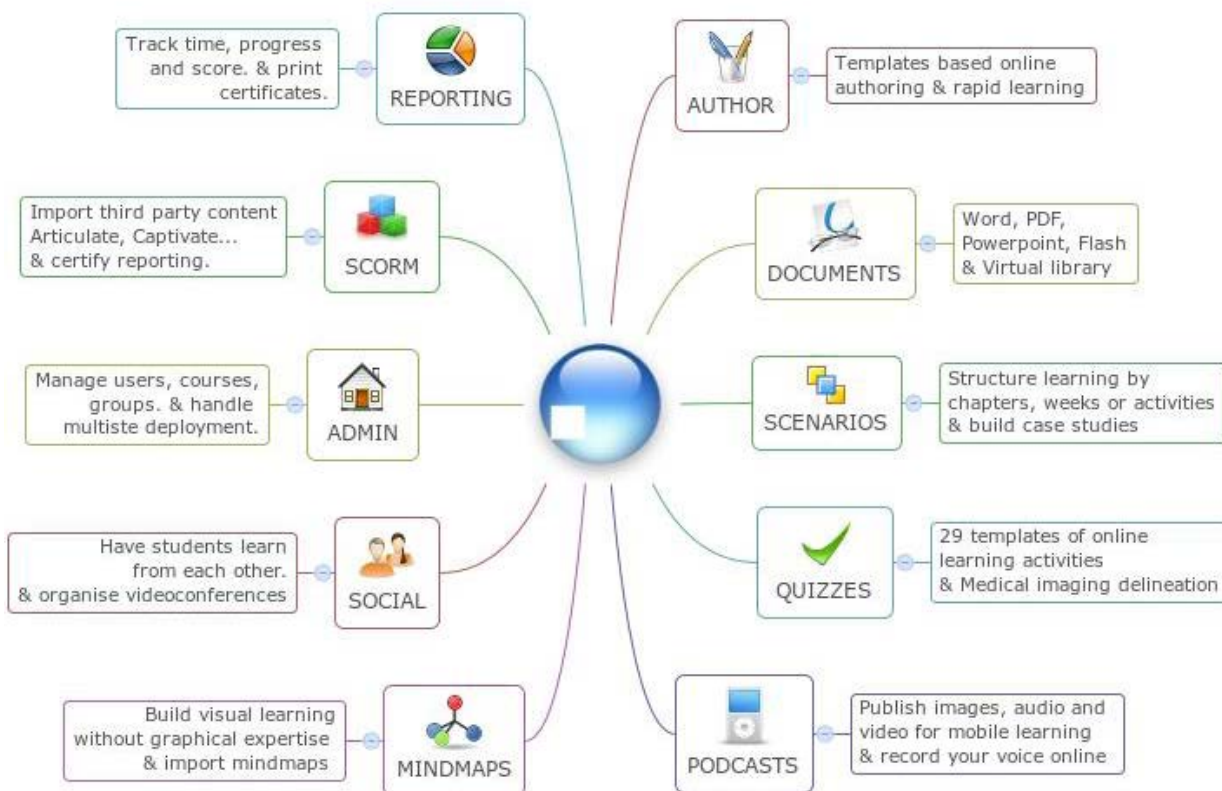 Track time, progress
and score. & print
certificates.
REPORTING
AUTHOR
Templates based online
authoring & rapid learning
Import third party content
Articulate, Captivate...
& certify reporting.
SCORM
DOCUMENTS
Word, PDF,
Powerpoint, Flash
& Virtual library
Manage users, courses,
groups. & handle
multiste deployment.
ADMIN
SCENARIOS
Structure learning by
chapters, weeks or activities
& build case studies
Have students learn
from each other.
& organise videoconferences
SOCIAL
QUIZZES
29 templates of online
learning activities
& Medical imaging delineation
Build visual learning
without graphical expertise
& import mindmaps
MINDMAPS
PODCASTS
Publish images, audio and
video for mobile learning
& record your voice online